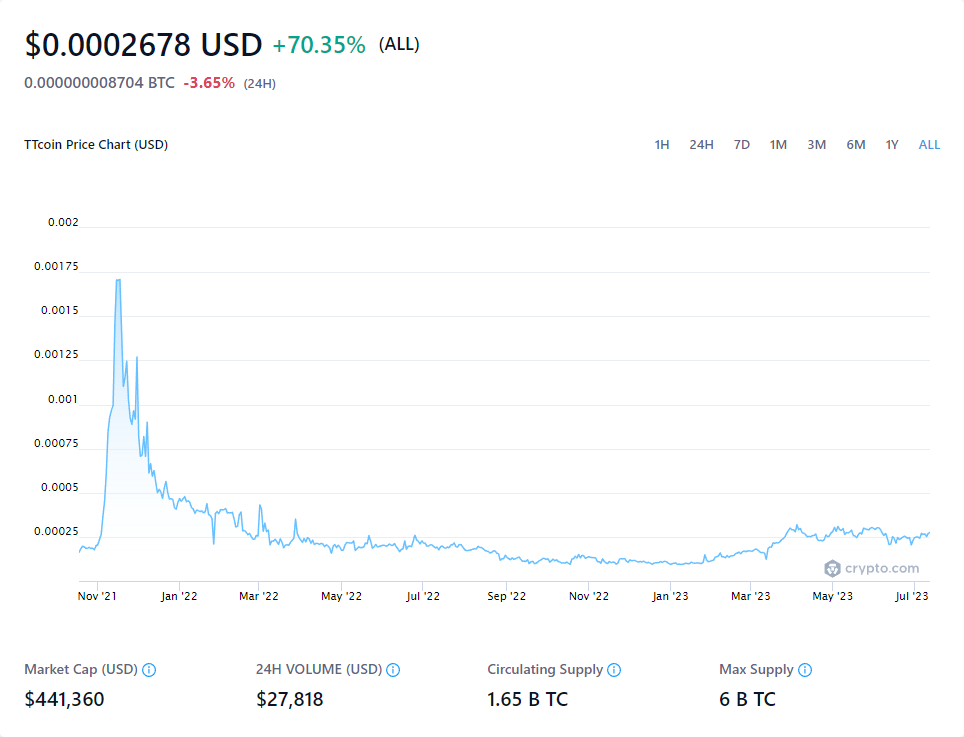 $0.0002678 USD +70.35% (ALL)
0.000000008704 BTC -3.65% (24H)
TTcoin Price Chart (USD) 1H 24H 7D 1M 3M 6M 1Y ALL
0.002
0.00175
0.0015
0.00125
0.001
0.00075
0.0005
0.00025
crypto.com
Nov '21 Jan '22 Mar '22 May '22 Jul '22 Sep '22 Nov '22 Jan '23 Mar '23 May '23 Jul '23
Market Cap (USD) 24H VOLUME (USD) Circulating Supply Max Supply
$441,360 $27,818 1.65 B TC 6 B TC